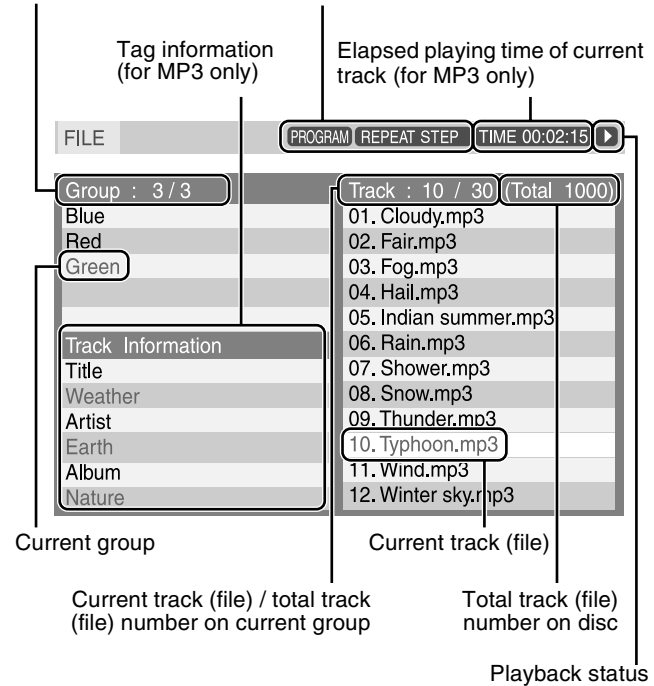 Tag information
(for MP3 only)
Elapsed playing time of current
track (for MP3 only)
FILE
PROGRAM REPEAT STEP TIME 00:02:15
Group : 3 / 3
Blue
Red
Green
Track Information
Title
Weather
Artist
Earth
Album
Nature
Track : 10 / 30 (Total 1000)
01. Cloudy.mp3
02. Fair.mp3
03. Fog.mp3
04. Hail.mp3
05. Indian summer.mp3
06. Rain.mp3
07. Shower.mp3
08. Snow.mp3
09. Thunder.mp3
10. Typhoon.mp3
11. Wind.mp3
12. Winter sky.mp3
Current group
Current track (file)
Current track (file) / total track
(file) number on current group
Total track (file)
number on disc
Playback status